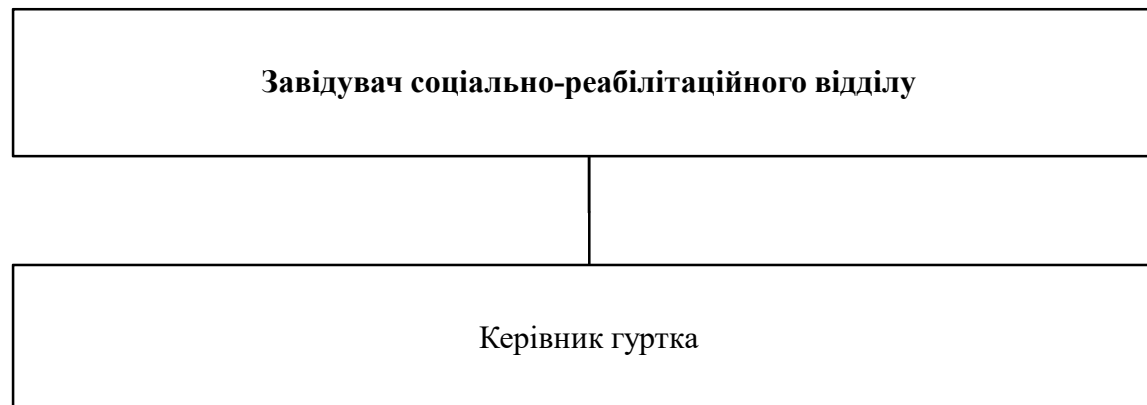 Завідувач соціально-реабілітаційного відділу
Керівник гуртка